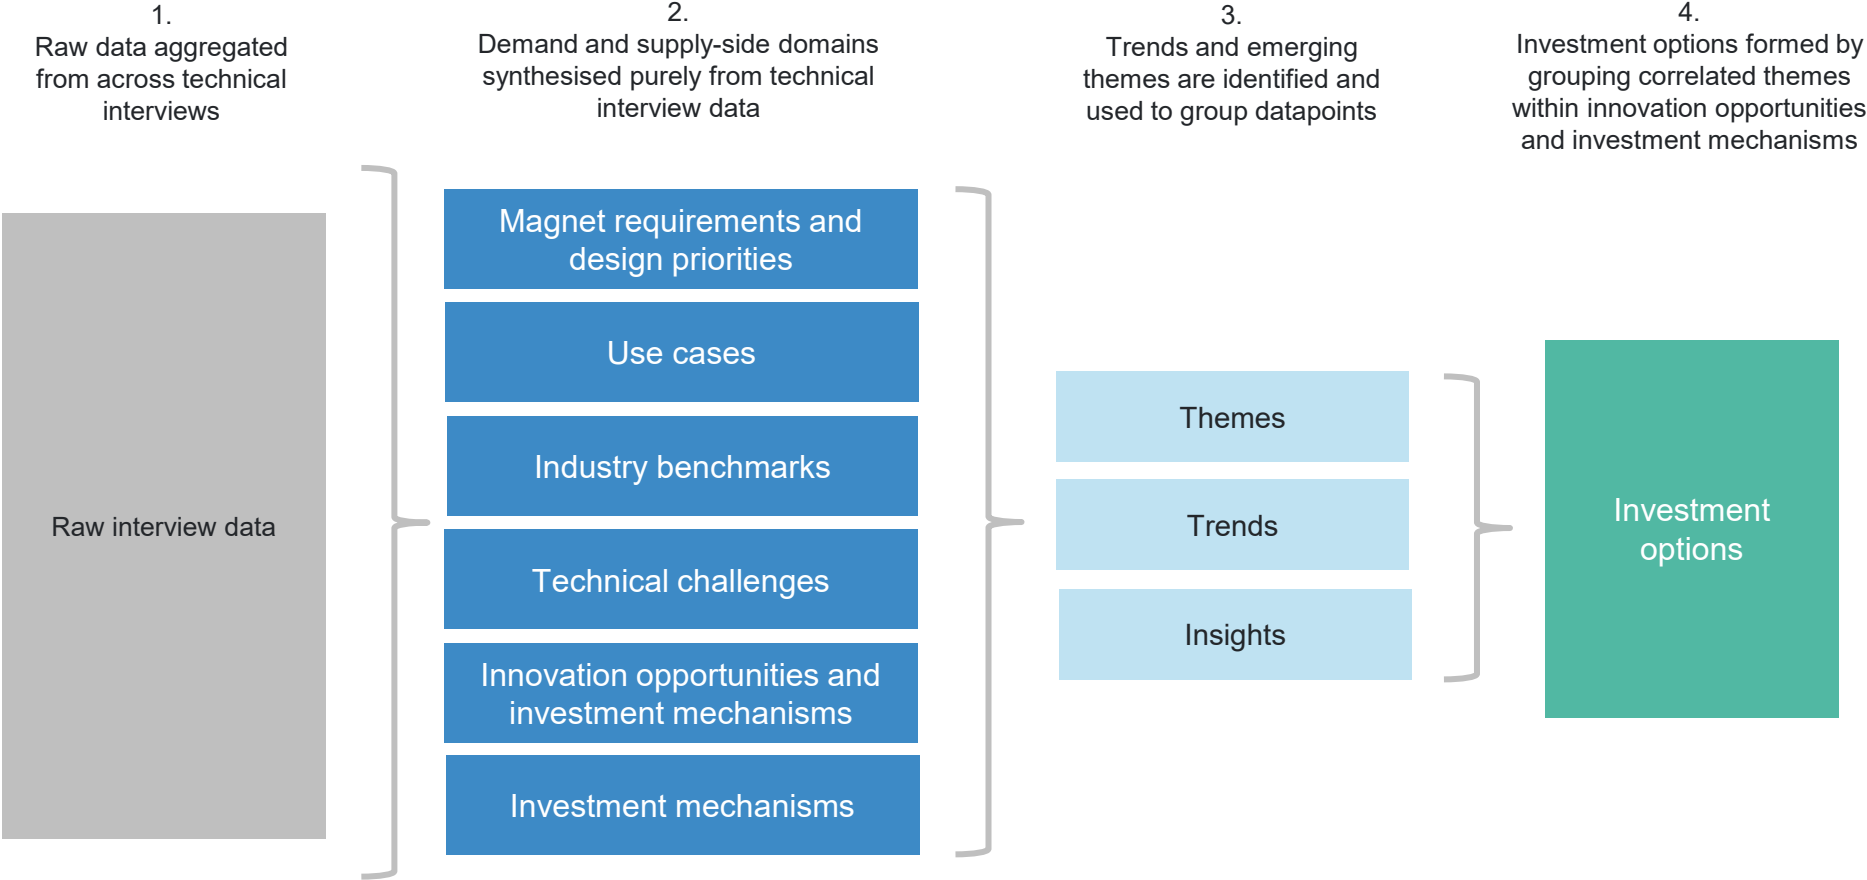 1.
Raw data aggregated
from across technical
interviews
2.
Demand and supply-side domains
synthesised purely from technical
interview data
3.
Trends and emerging
themes are identified and
used to group datapoints
4.
Investment options formed by
grouping correlated themes
within innovation opportunities
and investment mechanisms
Raw interview data
Magnet requirements and
design priorities
Use cases
Industry benchmarks
Technical challenges
Innovation opportunities and
investment mechanisms
Investment mechanisms
Themes
Trends
Insights
Investment
options